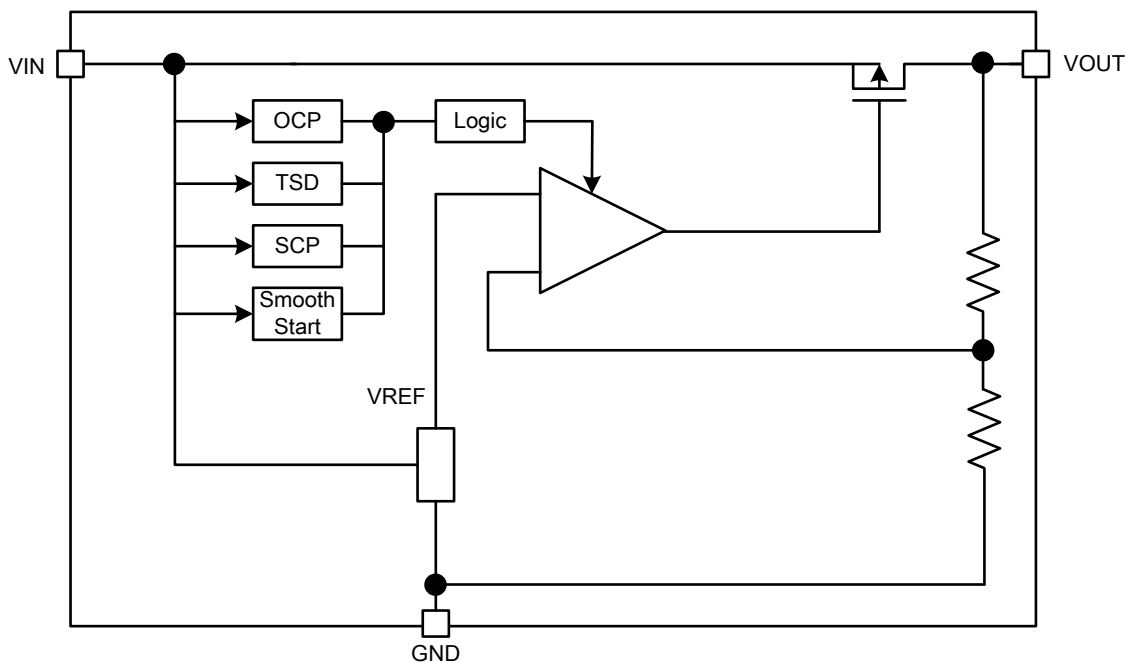 VIN
VOUT
OCP
Logic
TSD
SCP
Smooth
Start
VREF
GND